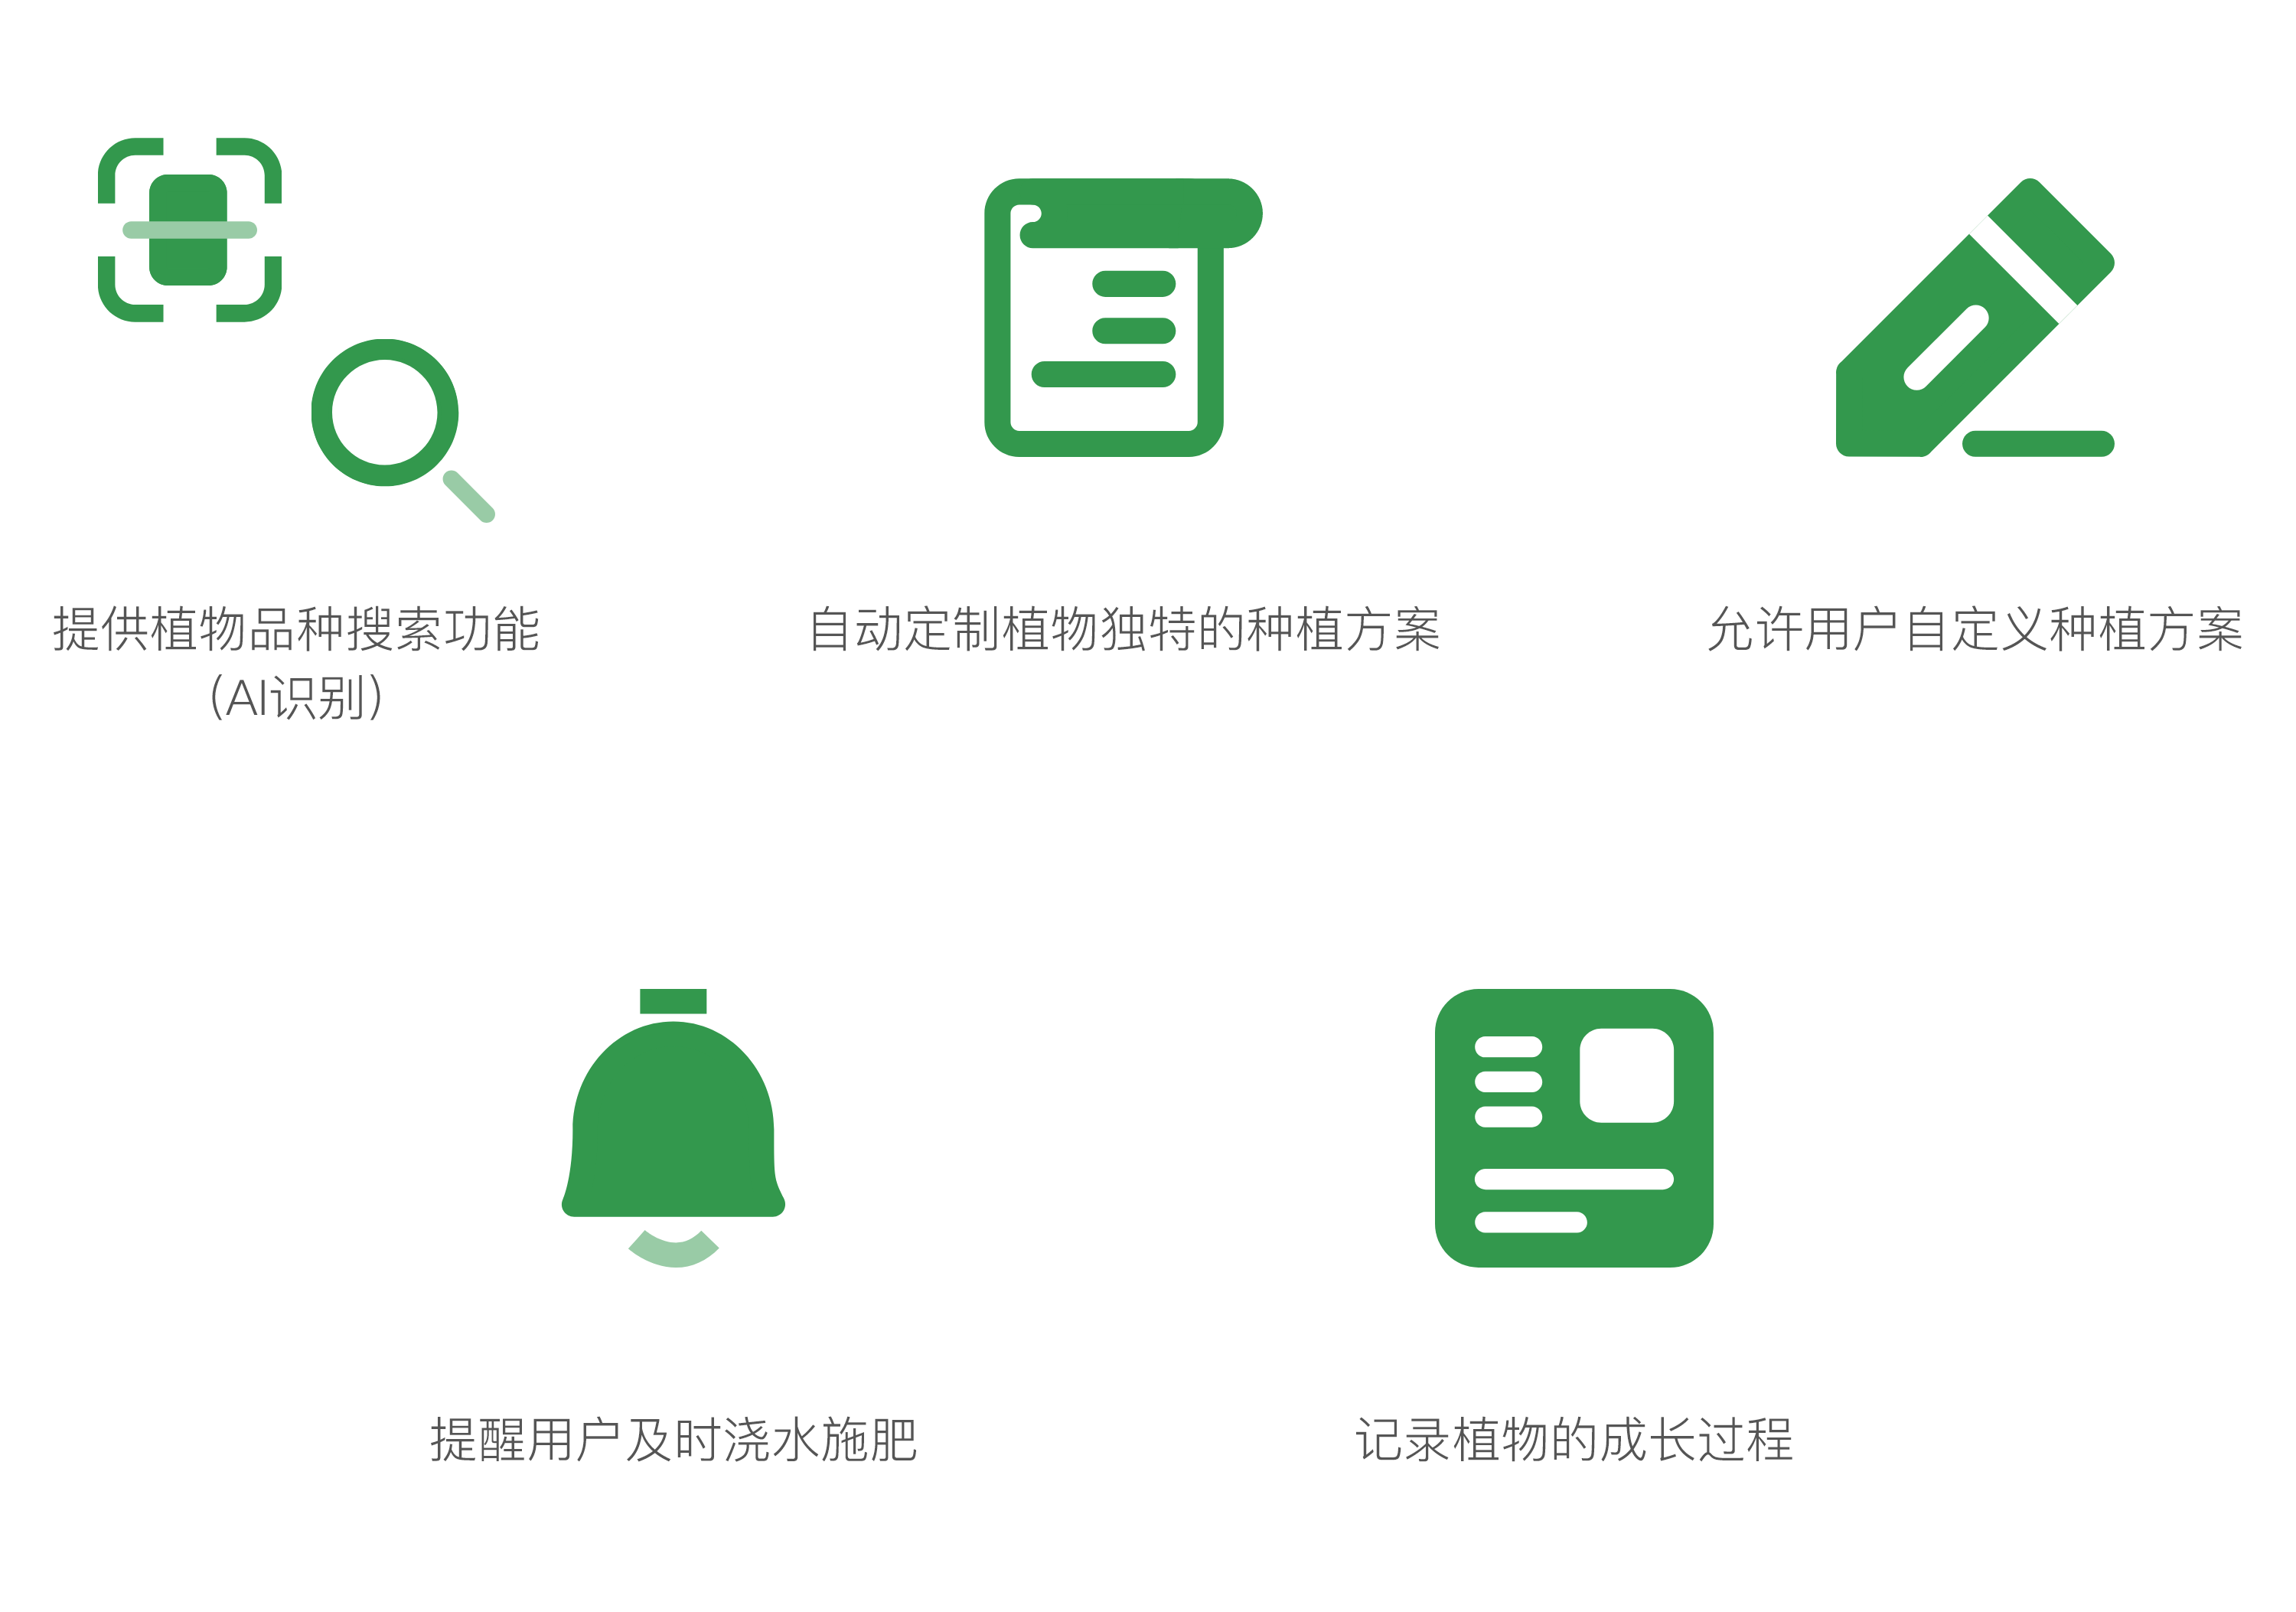 提供植物品种搜索功能
（AI识别）
自动定制植物独特的种植方案
允许用户自定义种植方案
提醒用户及时浇水施肥
记录植物的成长过程